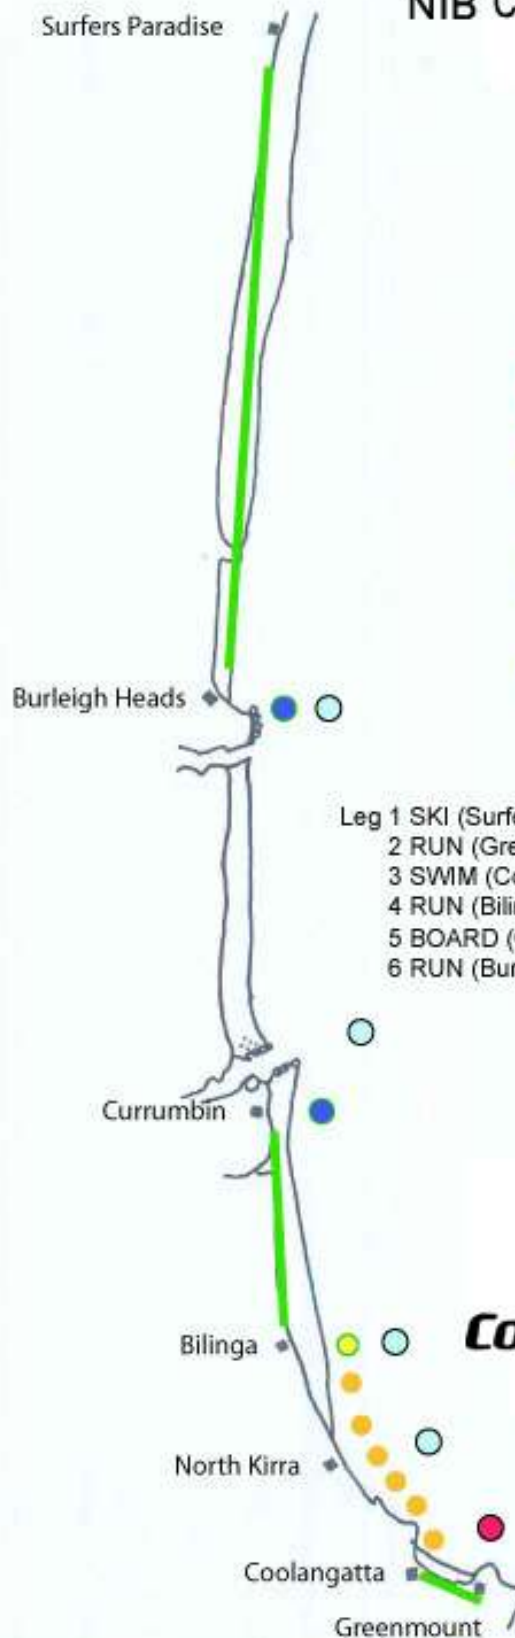 NIB C
Surfers Paradise
Burleigh Heads
Leg 1 SKI (Surf
2 RUN (Gre
3 SWIM (Co
4 RUN (Bili
5 BOARD (
6 RUN (Bur
Currumbin
Bilinga
Co
North Kirra
Coolangatta
Greenmount